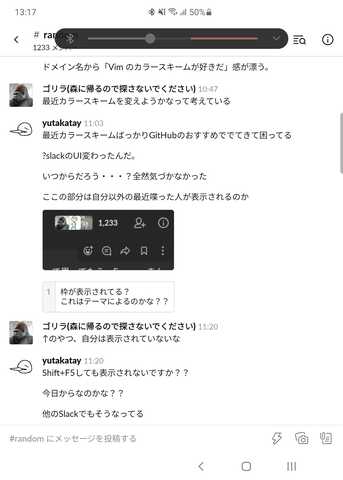 13:17
50%
# rand
1233
ドメイン名から「Vim のカラースキームが好きだ」感が漂う。
ゴリラ(森に帰るので探さないでください) 10:47
最近カラースキームを変えようかなって考えている
yutakatay 11:03
最近カラースキームばっかりGitHubのおすすめででてきて困ってる
?slackのUI変わったんだ。
いつからだろう・・・？全然気づかなかった
ここの部分は自分以外の最近喋った人が表示されるのか
1,233
1 枠が表示されてる？
これはテーマによるのかな？？
ゴリラ(森に帰るので探さないでください) 11:20
↑のやつ、自分は表示されていないな
yutakatay 11:20
Shift+F5しても表示されないですか？？
今日からなのかな？？
他のSlackでもそうなってる
#random にメッセージを投稿する